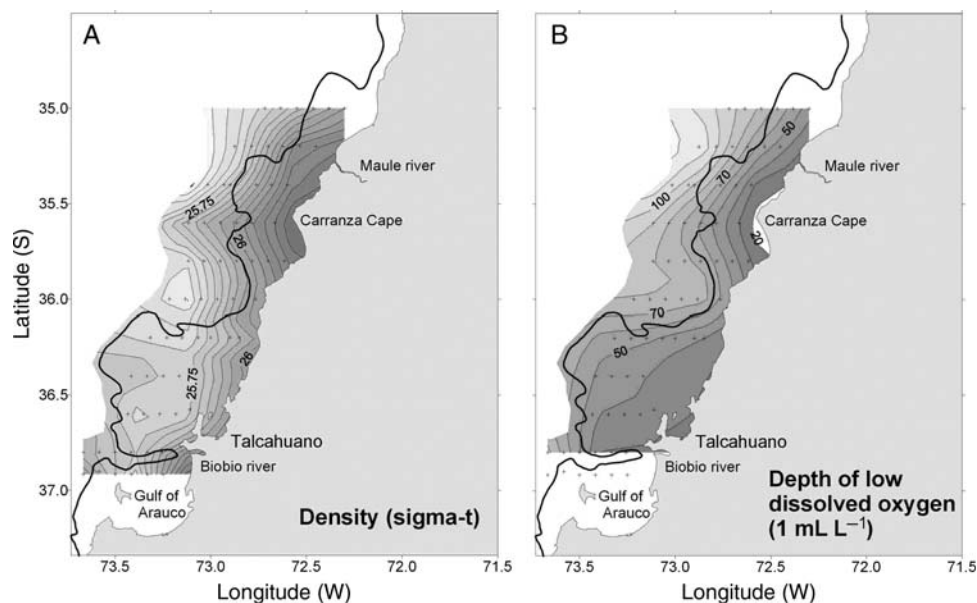 A
35.0
35.5
36.0
36.5
37.0
Latitude (S)
25.75
26
25.75
26
Maule river
Carranza Cape
Talcahuano
Biobio river
Gulf of
Arauco
Density (sigma-t)
73.5
73.0
72.5
72.0
Longitude (W)
B
50
70
100
20
70
50
Maule river
Carranza Cape
Talcahuano
Biobio river
Gulf of
Arauco
Depth of low
dissolved oxygen
(1 mL L⁻¹)
73.5
73.0
72.5
72.0
71.5
Longitude (W)